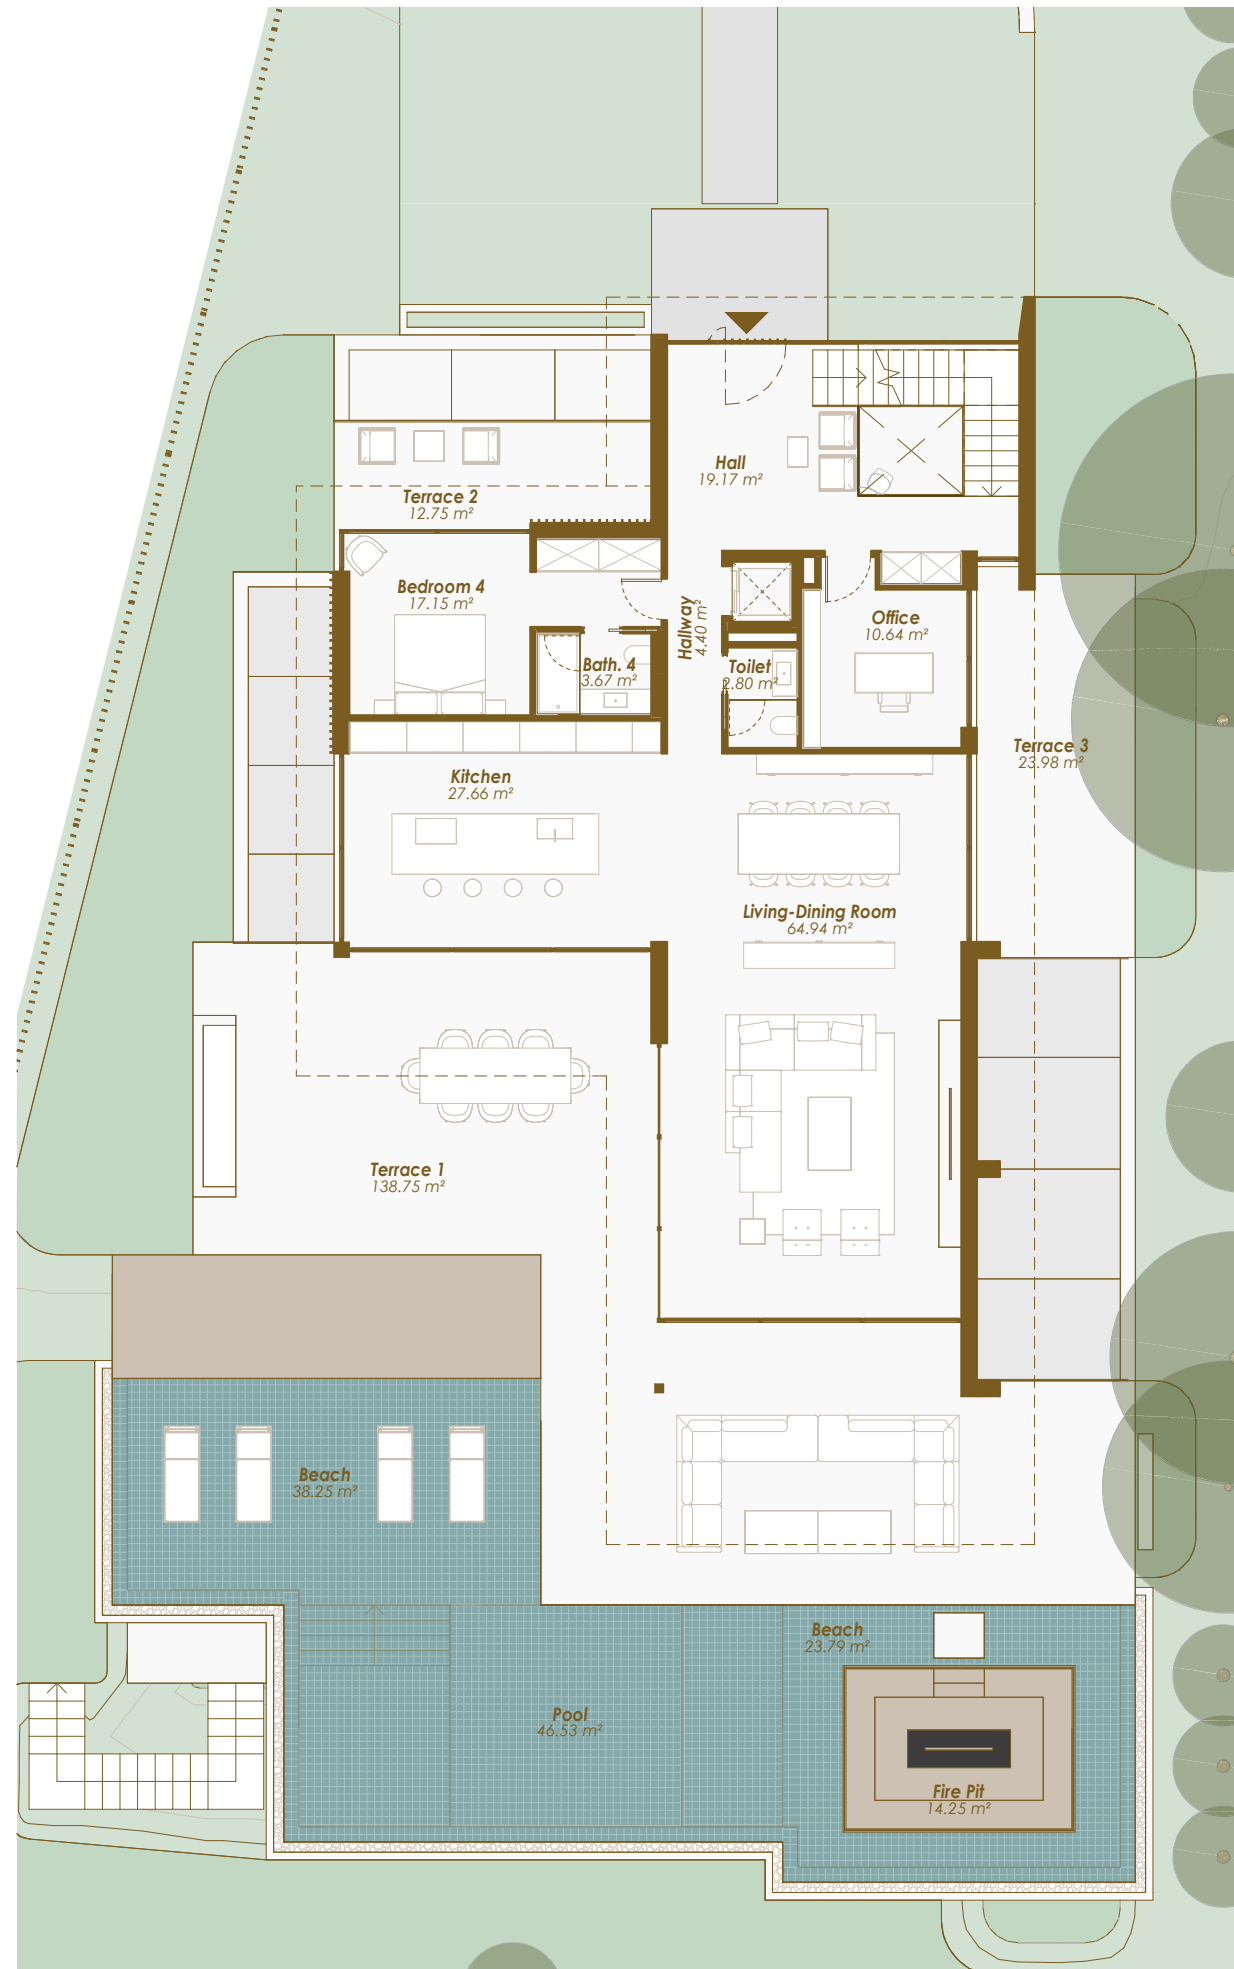 Hall
19.17 m²
Terrace 2
12.75 m²
Bedroom 4
17.15 m²
Hallway
4.40 m²
Office
10.64 m²
Bath. 4
3.67 m²
Toilet
2.80 m²
Terrace 3
23.98 m²
Kitchen
27.66 m²
Living-Dining Room
64.94 m²
Terrace 1
138.75 m²
Beach
38.25 m²
Beach
23.79 m²
Pool
46.53 m²
Fire Pit
14.25 m²